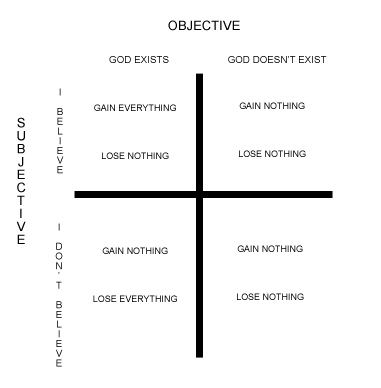 OBJECTIVE
GOD EXISTS
GOD DOESN'T EXIST
SUBJECTIVE
I BELIEVE
GAIN EVERYTHING
GAIN NOTHING
LOSE NOTHING
LOSE NOTHING
I DON'T BELIEVE
GAIN NOTHING
GAIN NOTHING
LOSE EVERYTHING
LOSE NOTHING